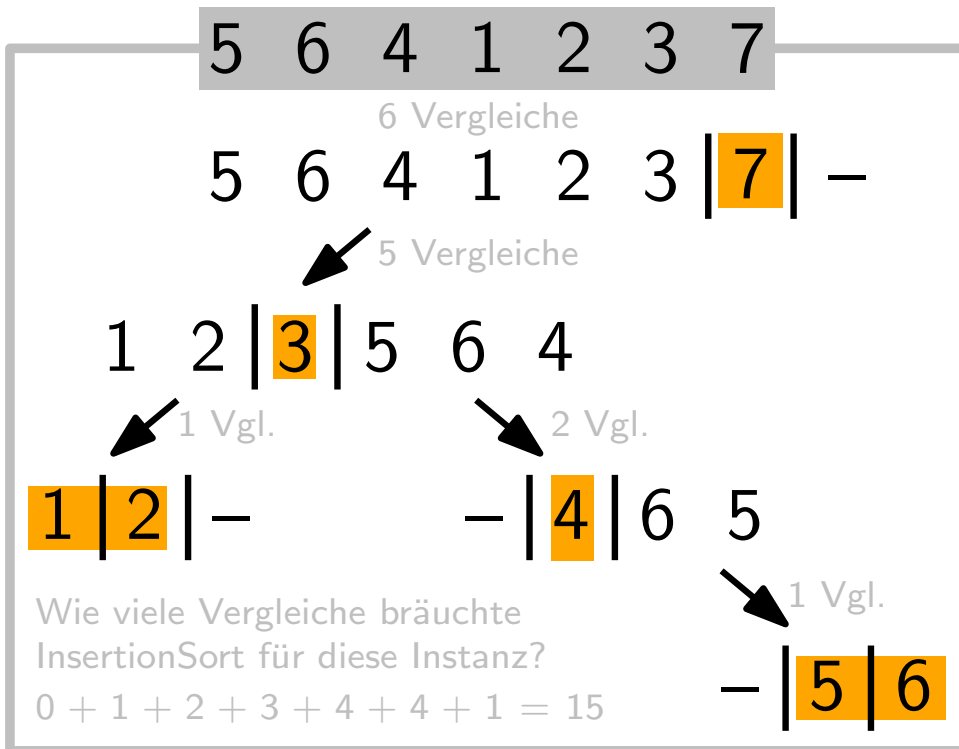 5 6 4 1 2 3 7
6 Vergleiche
5 6 4 1 2 3 | 7 | –
5 Vergleiche
1 2 | 3 | 5 6 4
1 Vgl. 2 Vgl.
1 | 2 | – – | 4 | 6 5
1 Vgl.
Wie viele Vergleiche bräuchte
InsertionSort für diese Instanz?
– | 5 | 6
0 + 1 + 2 + 3 + 4 + 4 + 1 = 15